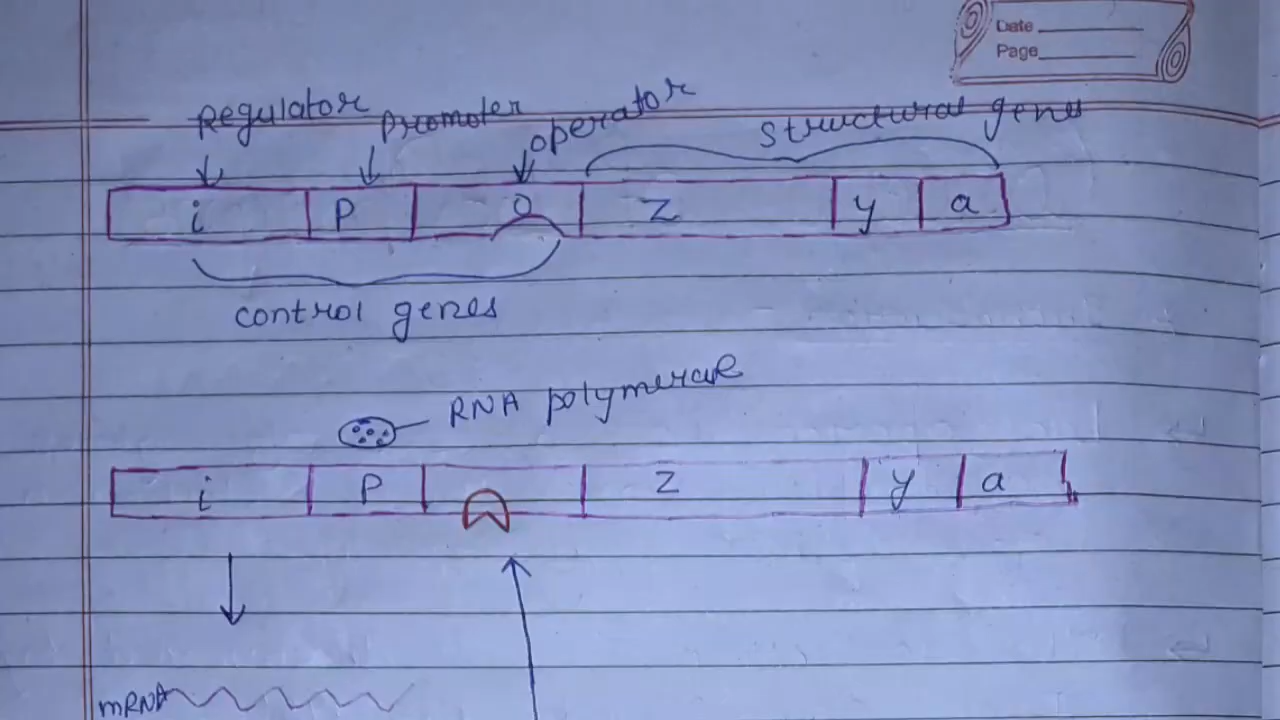 Date
Page
Regulator
promoter
operator
structural genes
i P O Z y a
control genes
RNA polymerase
i P Z y a
mRNA